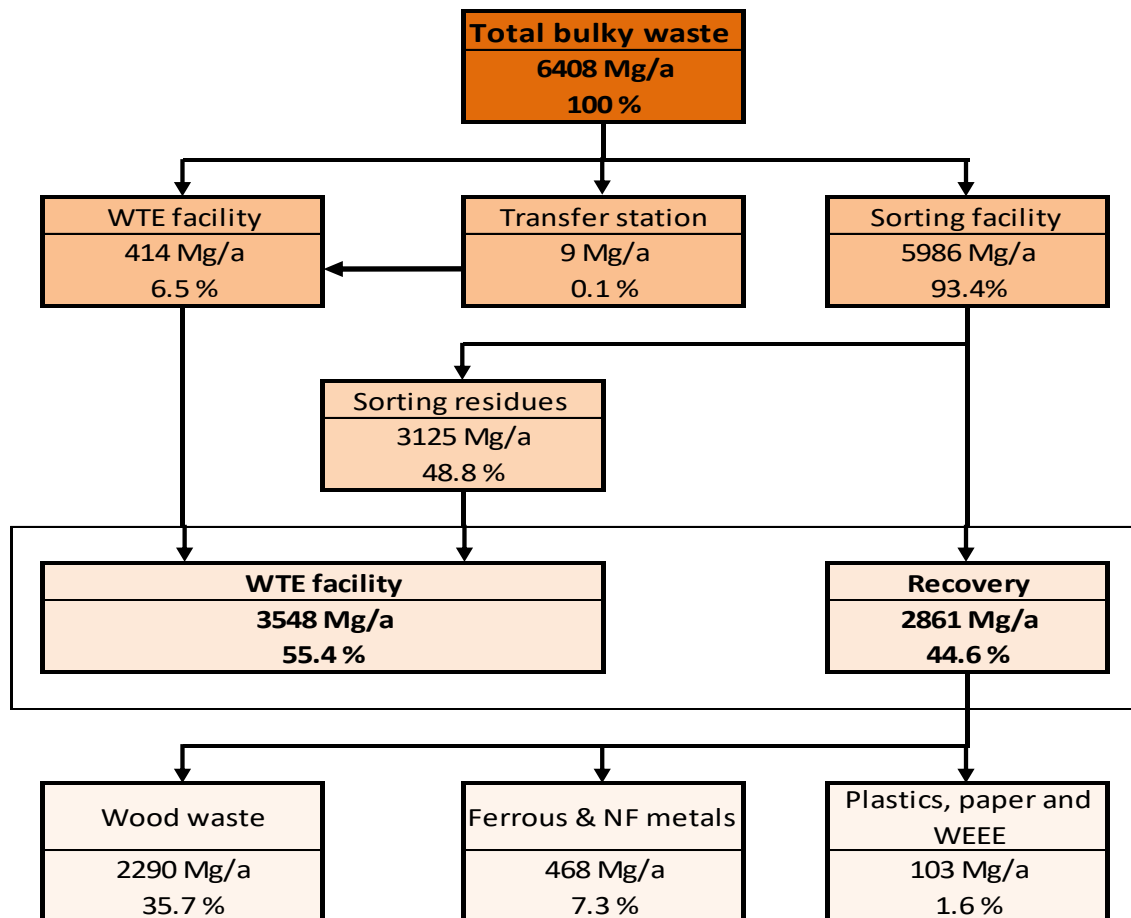 Total bulky waste
6408 Mg/a
100 %
WTE facility
414 Mg/a
6.5 %
Transfer station
9 Mg/a
0.1 %
Sorting facility
5986 Mg/a
93.4%
Sorting residues
3125 Mg/a
48.8 %
WTE facility
3548 Mg/a
55.4 %
Recovery
2861 Mg/a
44.6 %
Wood waste
2290 Mg/a
35.7 %
Ferrous & NF metals
468 Mg/a
7.3 %
Plastics, paper and
WEEE
103 Mg/a
1.6 %